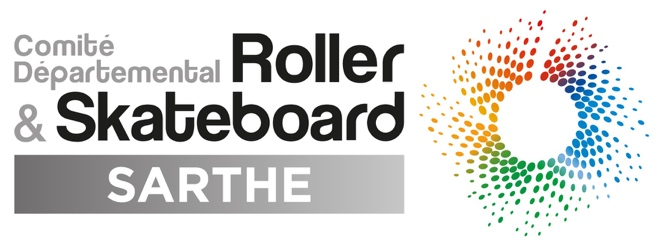 Comité
Départemental Roller
& Skateboard
SARTHE